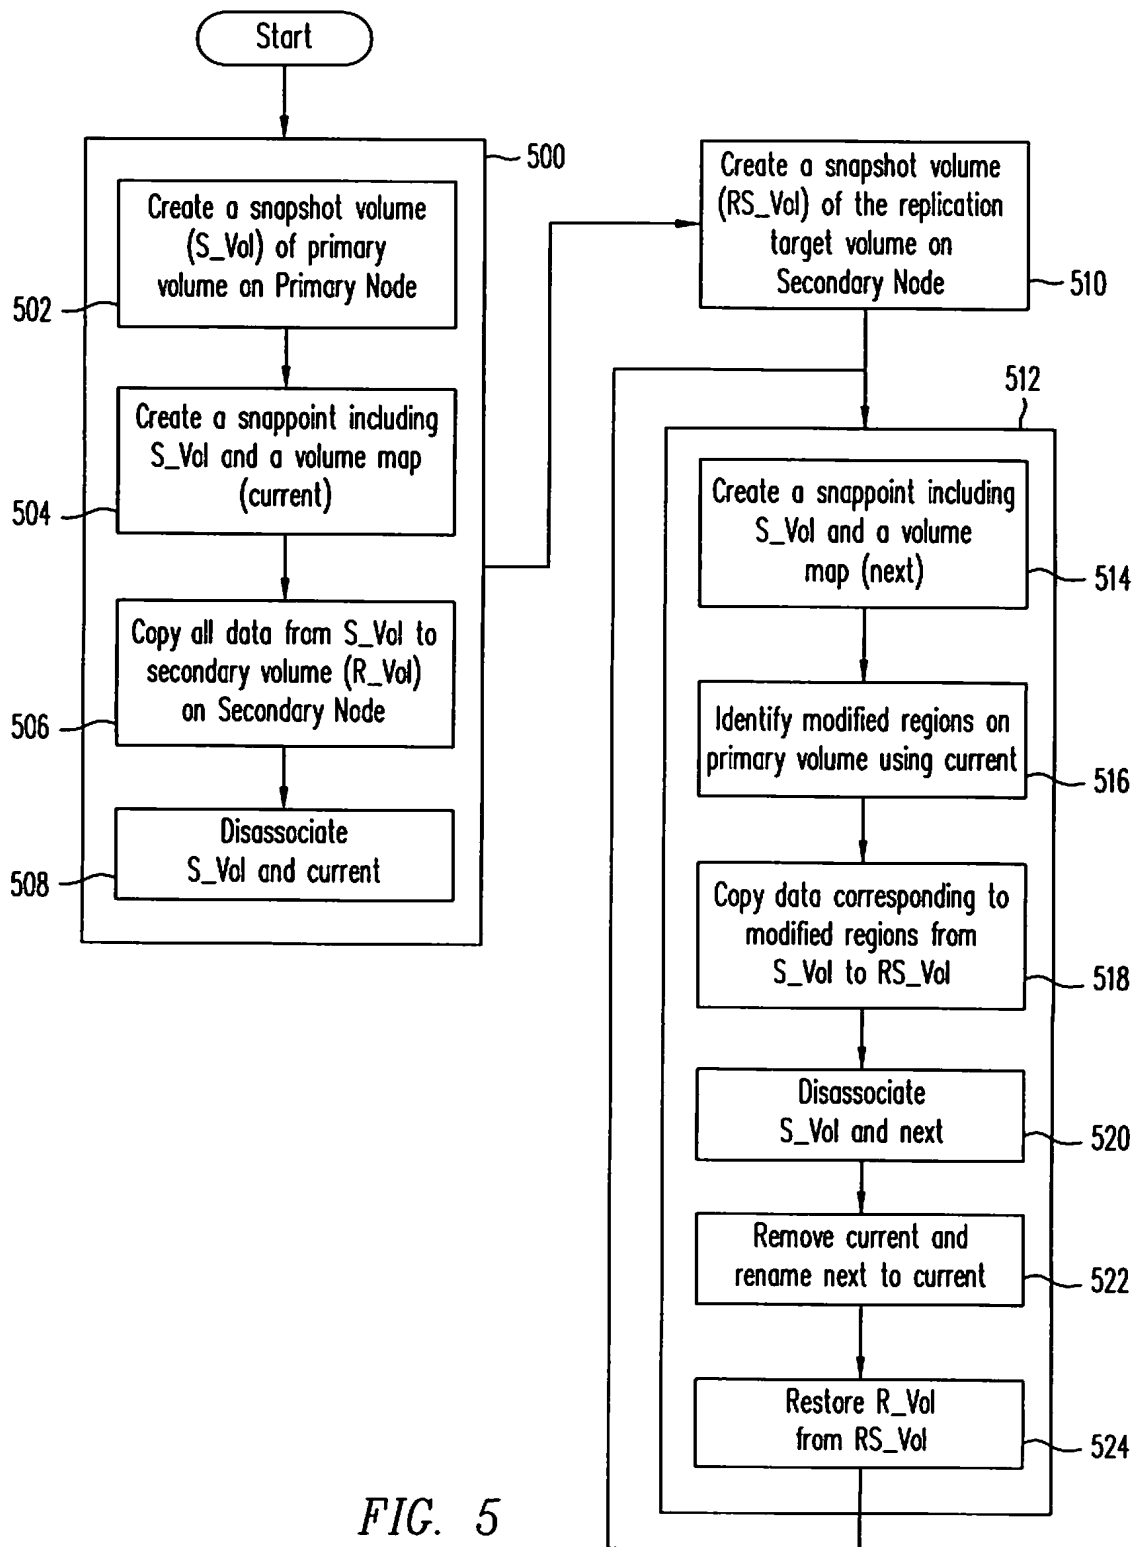 Start
500
Create a snapshot volume
(S_Vol) of primary
volume on Primary Node
502
Create a snappoint including
S_Vol and a volume map
(current)
504
Copy all data from S_Vol to
secondary volume (R_Vol)
on Secondary Node
506
Disassociate
S_Vol and current
508
Create a snapshot volume
(RS_Vol) of the replication
target volume on
Secondary Node
510
512
Create a snappoint including
S_Vol and a volume
map (next)
514
Identify modified regions on
primary volume using current
516
Copy data corresponding to
modified regions from
S_Vol to RS_Vol
518
Disassociate
S_Vol and next
520
Remove current and
rename next to current
522
Restore R_Vol
from RS_Vol
524
FIG. 5